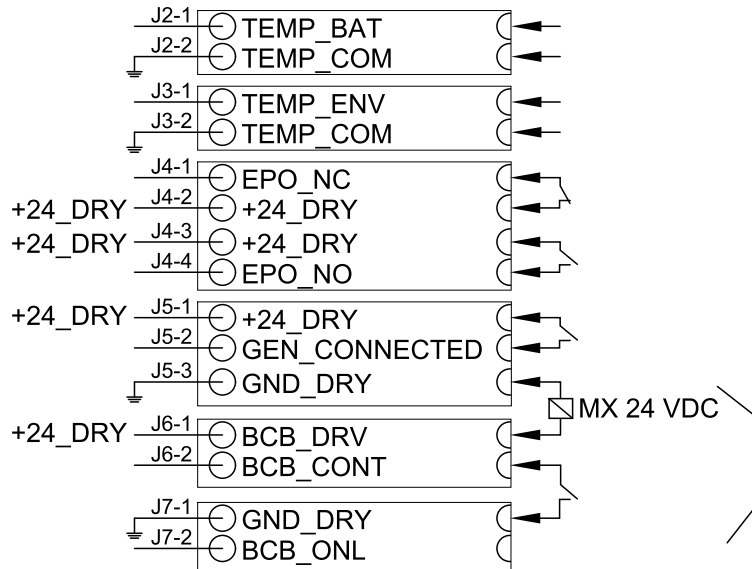 J2-1 TEMP_BAT
J2-2 TEMP_COM
J3-1 TEMP_ENV
J3-2 TEMP_COM
J4-1 EPO_NC
+24_DRY J4-2 +24_DRY
+24_DRY J4-3 +24_DRY
J4-4 EPO_NO
+24_DRY J5-1 +24_DRY
J5-2 GEN_CONNECTED
J5-3 GND_DRY
MX 24 VDC
+24_DRY J6-1 BCB_DRV
J6-2 BCB_CONT
J7-1 GND_DRY
J7-2 BCB_ONL